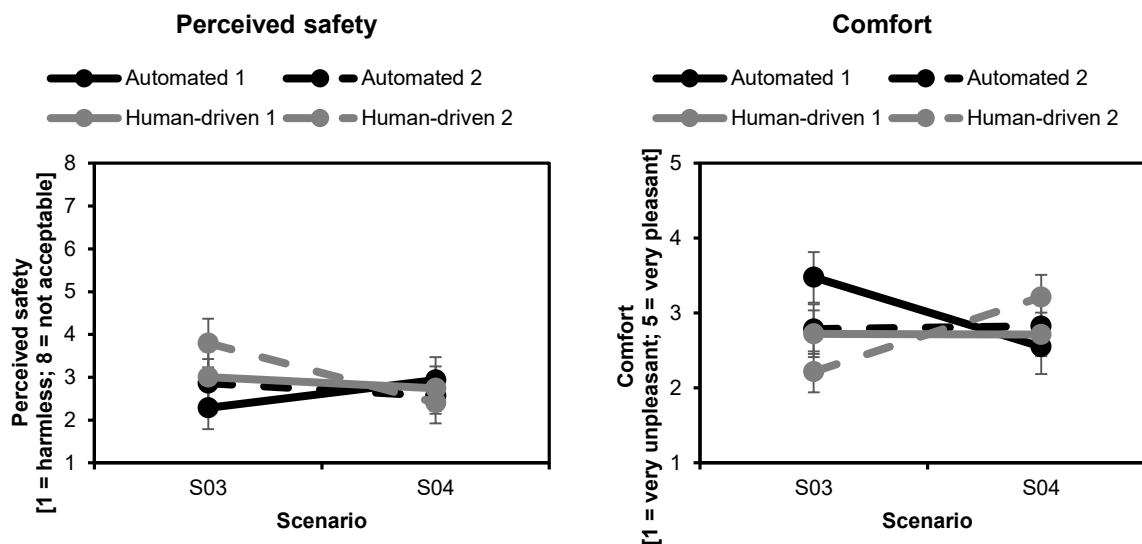 Perceived safety
Automated 1
Automated 2
Human-driven 1
Human-driven 2
Perceived safety
[1 = harmless; 8 = not acceptable]
8
7
6
5
4
3
2
1
S03
S04
Scenario
Comfort
Automated 1
Automated 2
Human-driven 1
Human-driven 2
Comfort
[1 = very unpleasant; 5 = very pleasant]
5
4
3
2
1
S03
S04
Scenario